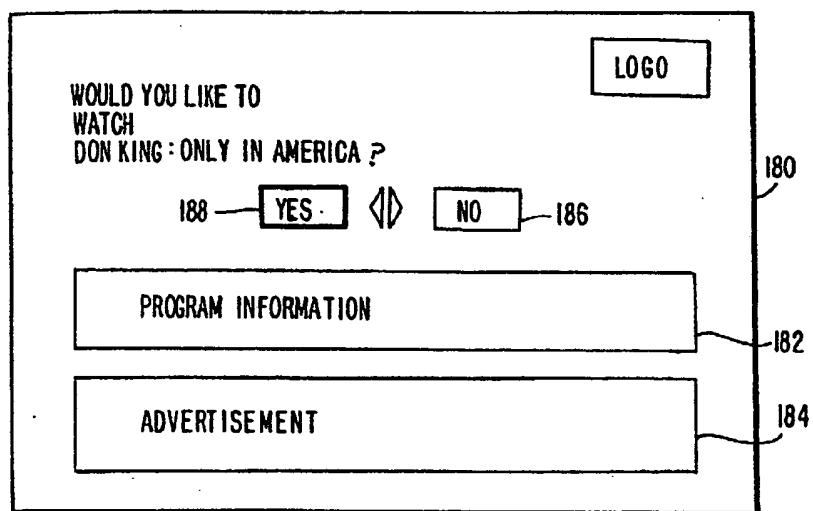 LOGO
WOULD YOU LIKE TO
WATCH
DON KING: ONLY IN AMERICA?
180
188 YES NO 186
PROGRAM INFORMATION
182
ADVERTISEMENT
184